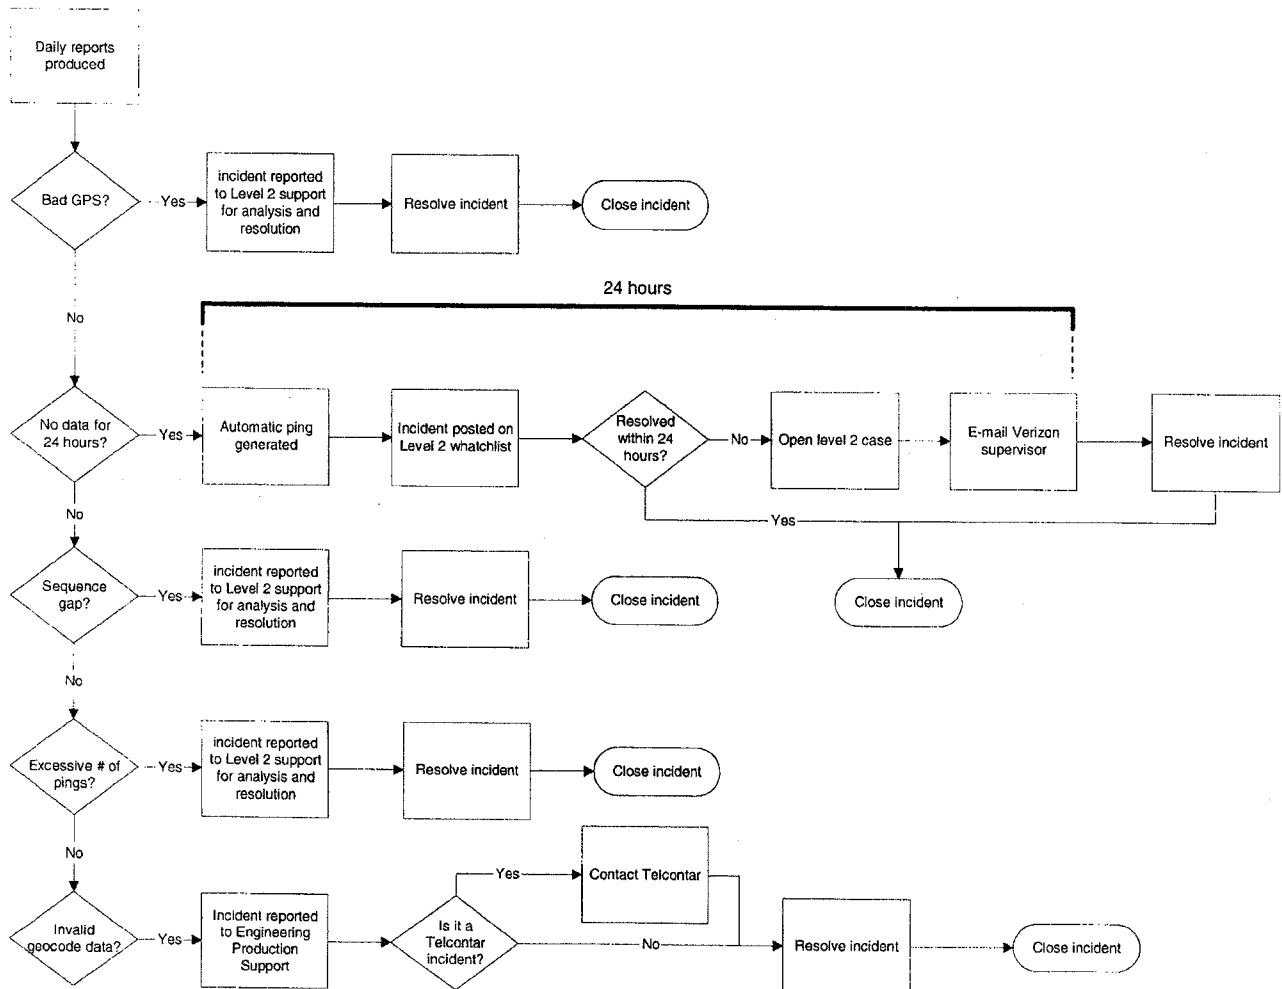 Daily reports
produced
Bad GPS?
Yes
incident reported
to Level 2 support
for analysis and
resolution
Resolve incident
Close incident
No
24 hours
No data for
24 hours?
Yes
Automatic ping
generated
Incident posted on
Level 2 whatchlist
Resolved
within 24
hours?
No
Open level 2 case
E-mail Verizon
supervisor
Resolve incident
Yes
Close incident
No
Sequence
gap?
Yes
incident reported
to Level 2 support
for analysis and
resolution
Resolve incident
Close incident
No
Excessive # of
pings?
Yes
incident reported
to Level 2 support
for analysis and
resolution
Resolve incident
Close incident
No
Invalid
geocode data?
Yes
Incident reported
to Engineering
Production
Support
Is it a
Telcontar
incident?
Yes
Contact Telcontar
No
Resolve incident
Close incident